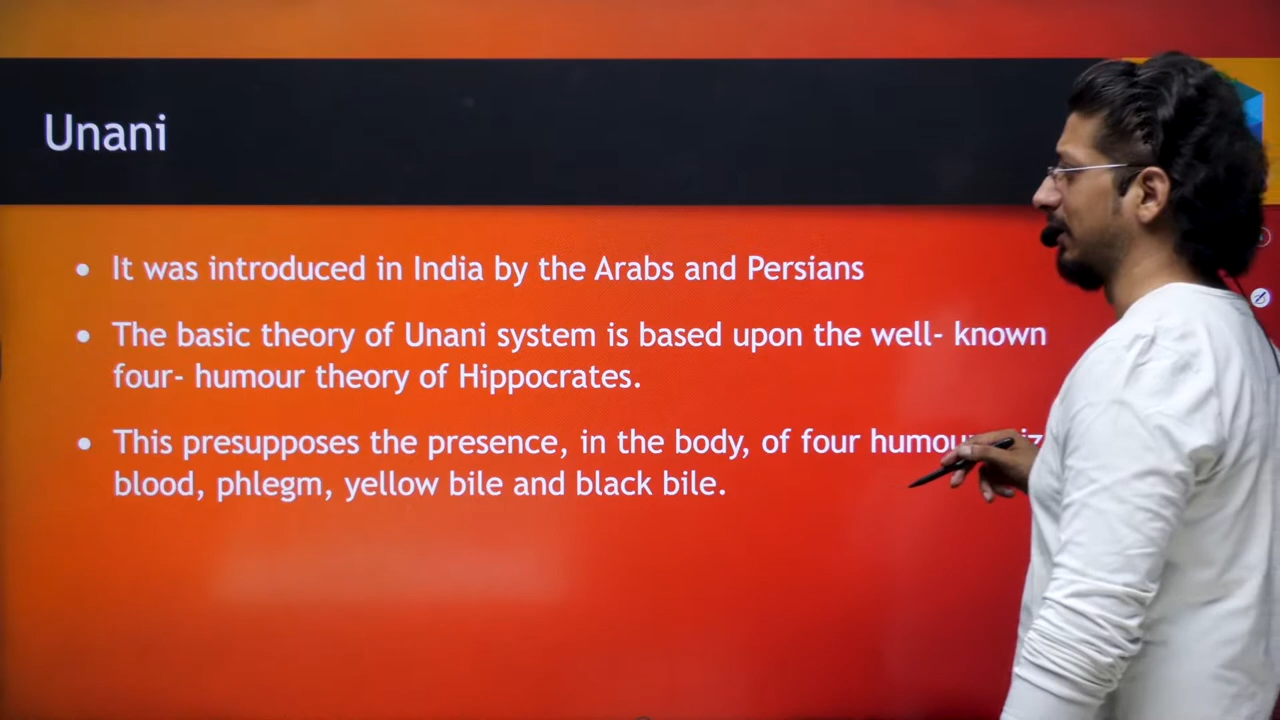 Unani
• It was introduced in India by the Arabs and Persians
• The basic theory of Unani system is based upon the well- known
four- humour theory of Hippocrates.
• This presupposes the presence, in the body, of four
blood, phlegm, yellow bile and black bile.